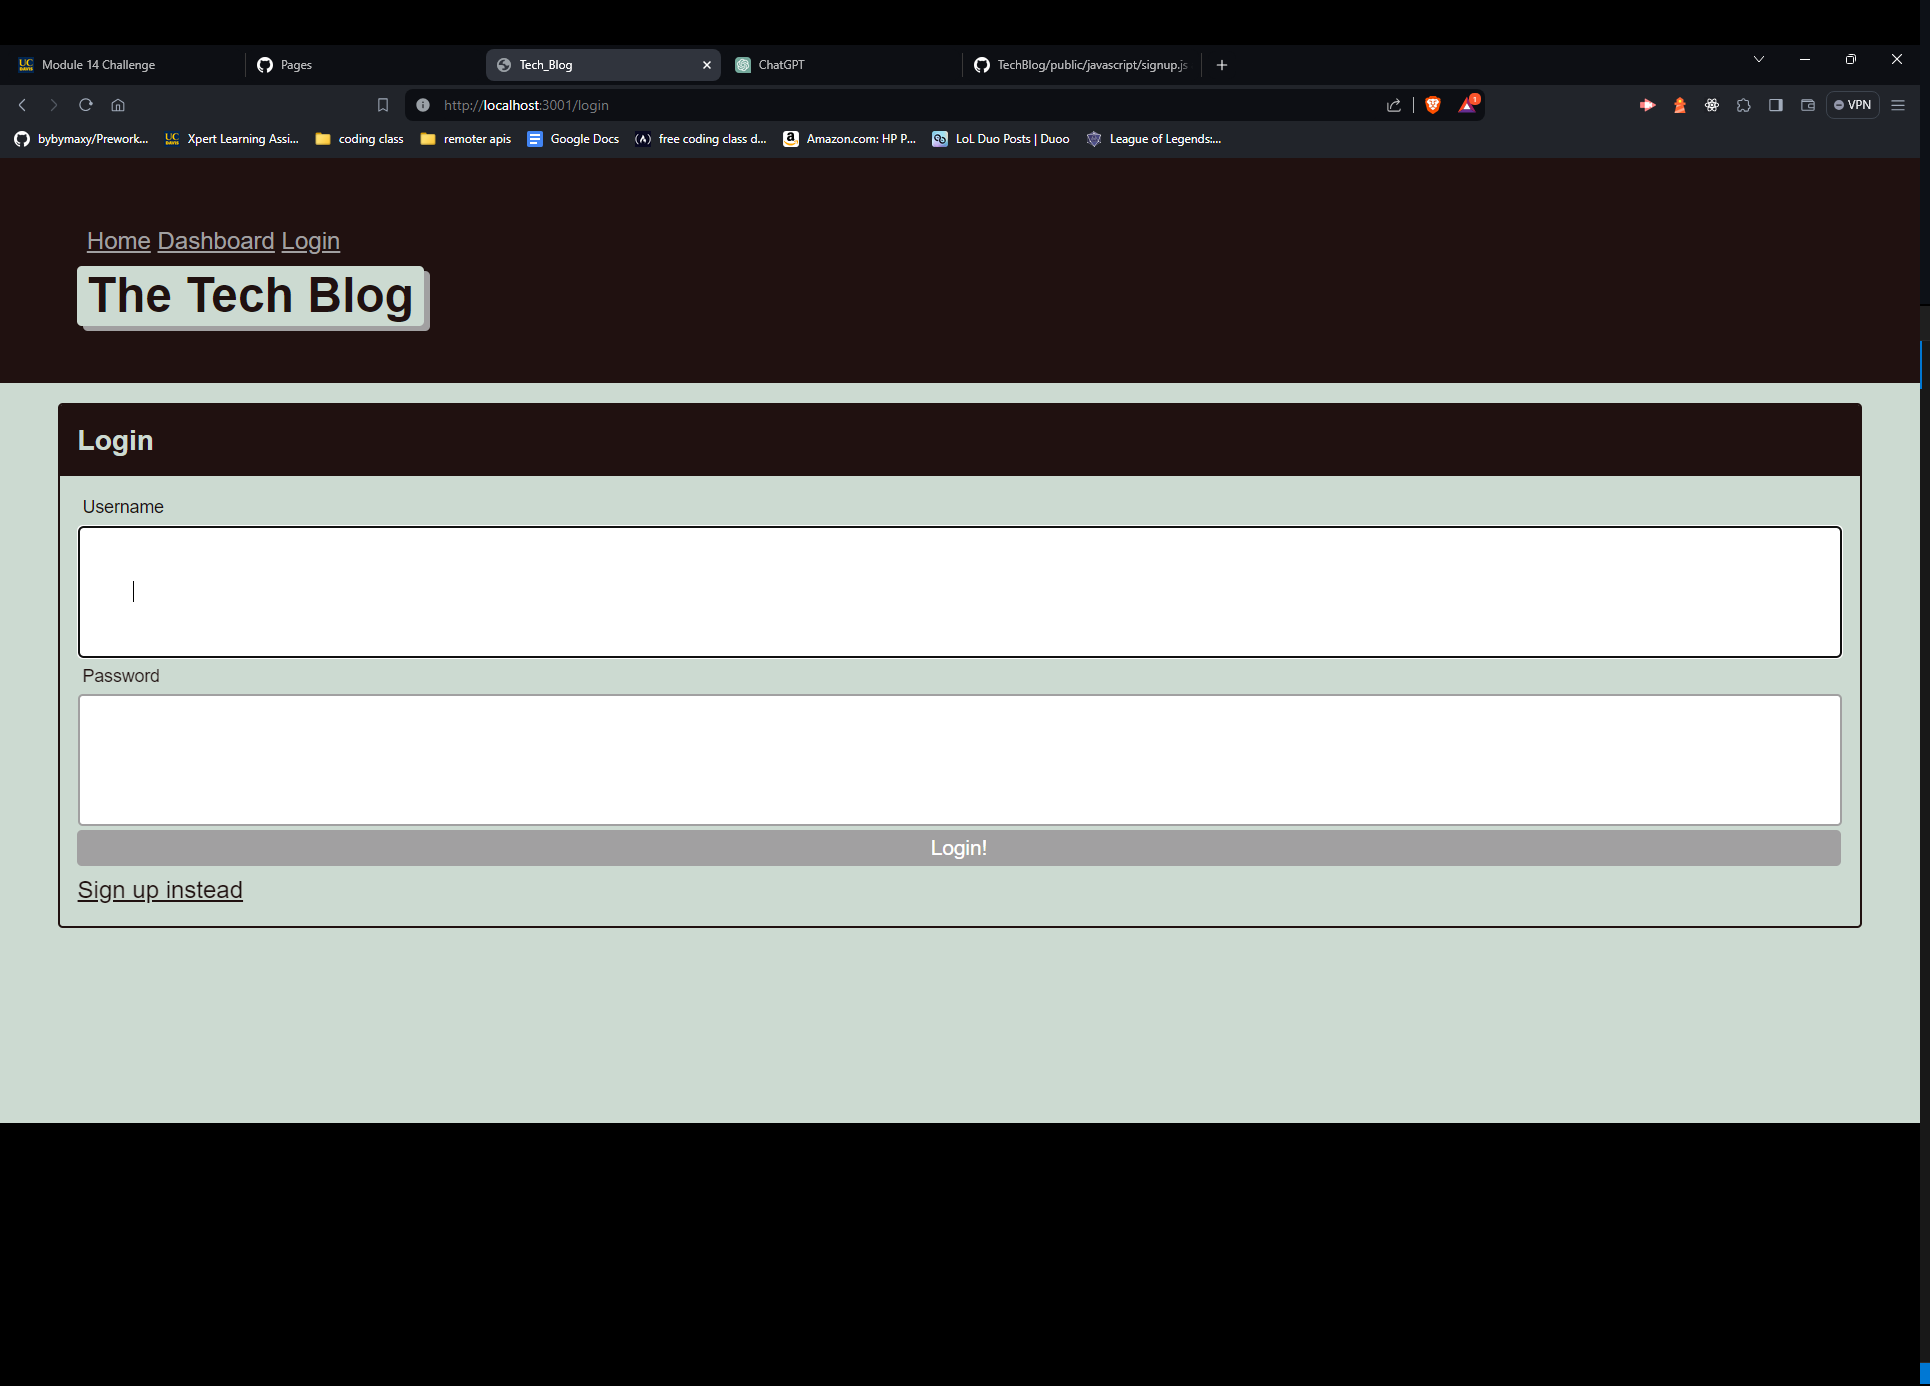 Module 14 Challenge
Pages
Tech_Blog
ChatGPT
TechBlog/public/javascript/signup.js
http://localhost:3001/login
1
VPN
bybymaxy/Prework...
Xpert Learning Assi...
coding class
remoter apis
Google Docs
free coding class d...
Amazon.com: HP P...
LoL Duo Posts | Duoo
League of Legends:...
Home Dashboard Login
The Tech Blog
Login
Username
Password
Login!
Sign up instead